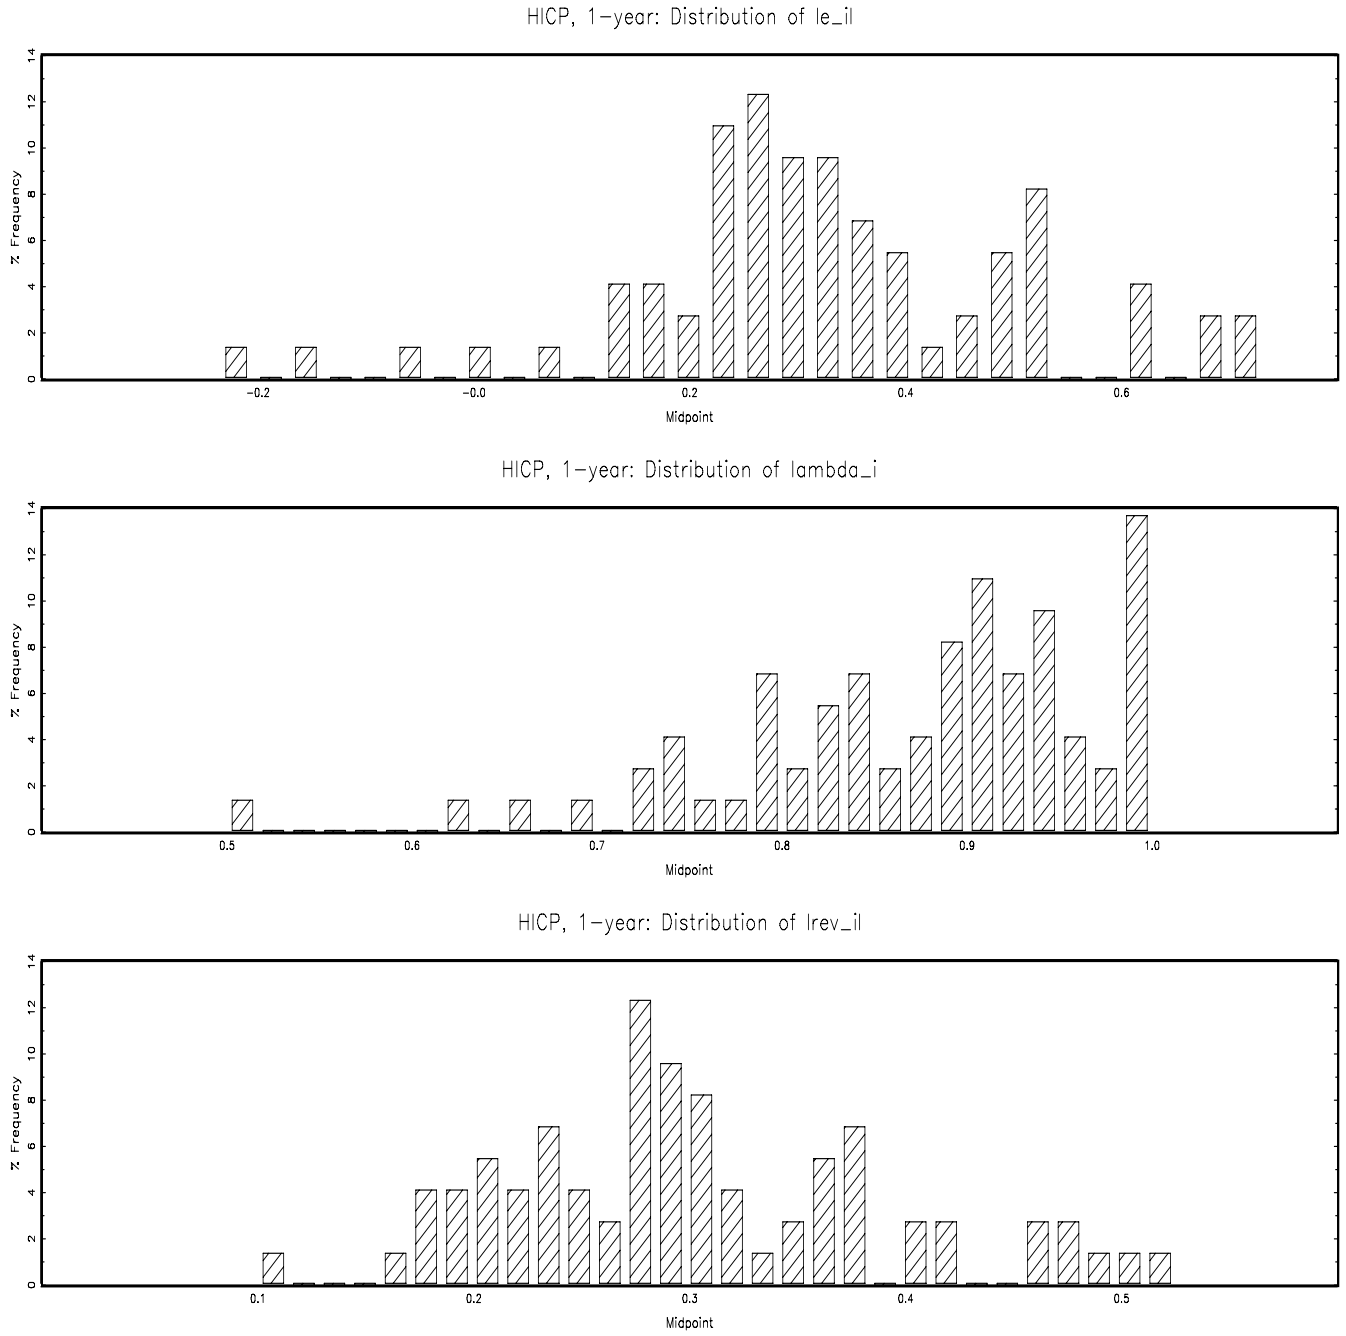 HICP, 1-year: Distribution of le_il
% Frequency
14
12
10
8
6
4
2
0
-0.2 -0.0 0.2 0.4 0.6
Midpoint
HICP, 1-year: Distribution of lambda_i
% Frequency
14
12
10
8
6
4
2
0
0.5 0.6 0.7 0.8 0.9 1.0
Midpoint
HICP, 1-year: Distribution of lrev_il
% Frequency
14
12
10
8
6
4
2
0
0.1 0.2 0.3 0.4 0.5
Midpoint